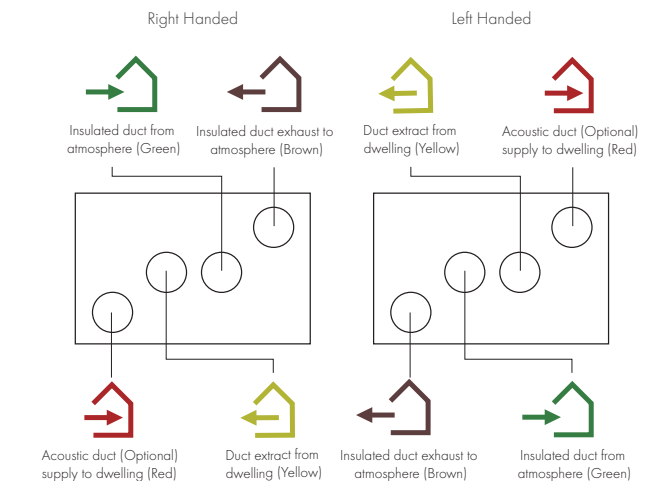 Right Handed
Left Handed
Insulated duct from
atmosphere (Green)
Insulated duct exhaust to
atmosphere (Brown)
Duct extract from
dwelling (Yellow)
Acoustic duct (Optional)
supply to dwelling (Red)
Acoustic duct (Optional)
supply to dwelling (Red)
Duct extract from
dwelling (Yellow)
Insulated duct exhaust to
atmosphere (Brown)
Insulated duct from
atmosphere (Green)